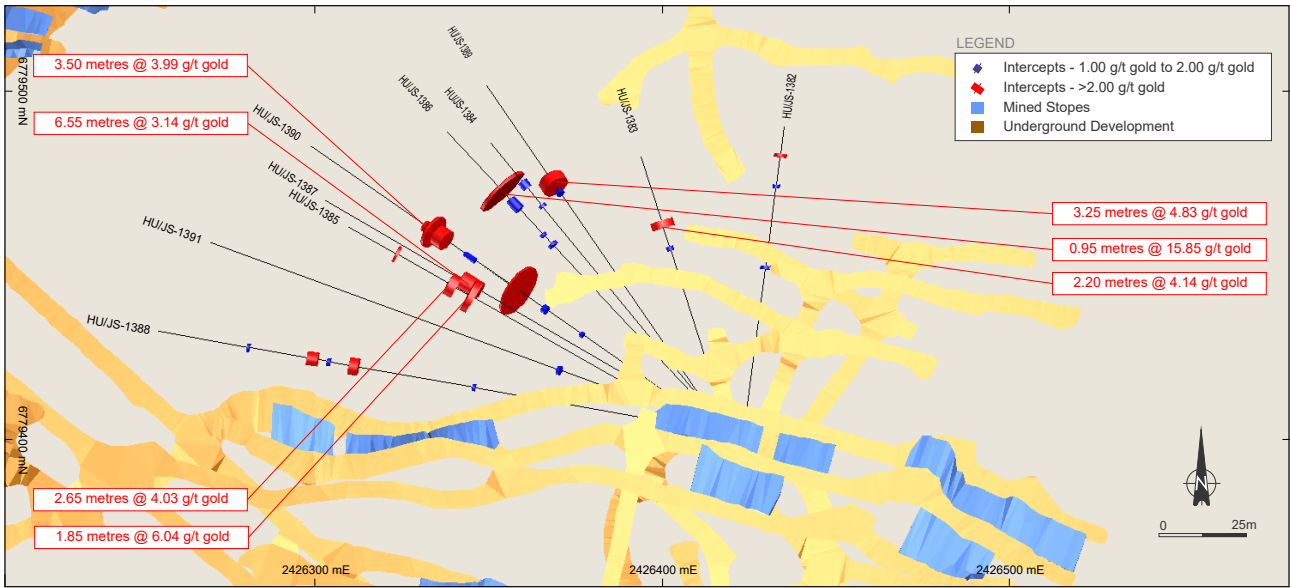 LEGEND
Intercepts - 1.00 g/t gold to 2.00 g/t gold
Intercepts - >2.00 g/t gold
Mined Stopes
Underground Development
3.50 metres @ 3.99 g/t gold
6.55 metres @ 3.14 g/t gold
6779500 mN
HU/JS-1389
HU/JS-1386
HU/JS-1384
HU/JS-1383
HU/JS-1382
HU/JS-1390
HU/JS-1387
HU/JS-1385
HU/JS-1391
HU/JS-1388
3.25 metres @ 4.83 g/t gold
0.95 metres @ 15.85 g/t gold
2.20 metres @ 4.14 g/t gold
6779400 mN
2.65 metres @ 4.03 g/t gold
1.85 metres @ 6.04 g/t gold
N
0 25m
2426300 mE
2426400 mE
2426500 mE